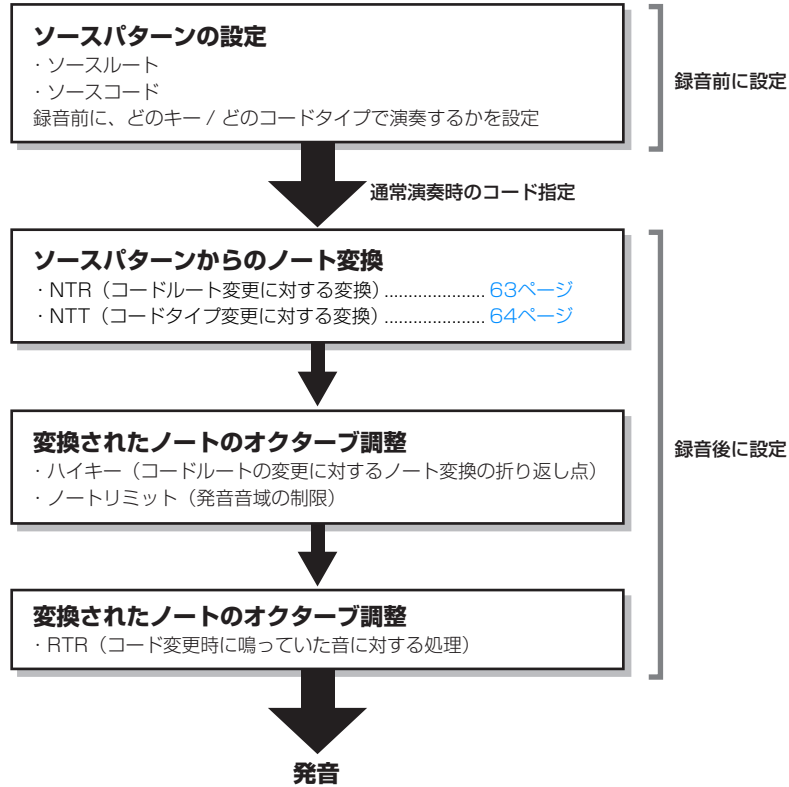 ソースパターンの設定
・ソースルート
・ソースコード
録音前に、どのキー / どのコードタイプで演奏するかを設定
録音前に設定
通常演奏時のコード指定
ソースパターンからのノート変換
・NTR（コードルート変更に対する変換）..................... 63ページ
・NTT（コードタイプ変更に対する変換）..................... 64ページ
変換されたノートのオクターブ調整
・ハイキー（コードルートの変更に対するノート変換の折り返し点）
・ノートリミット（発音音域の制限）
録音後に設定
変換されたノートのオクターブ調整
・RTR（コード変更時に鳴っていた音に対する処理）
発音